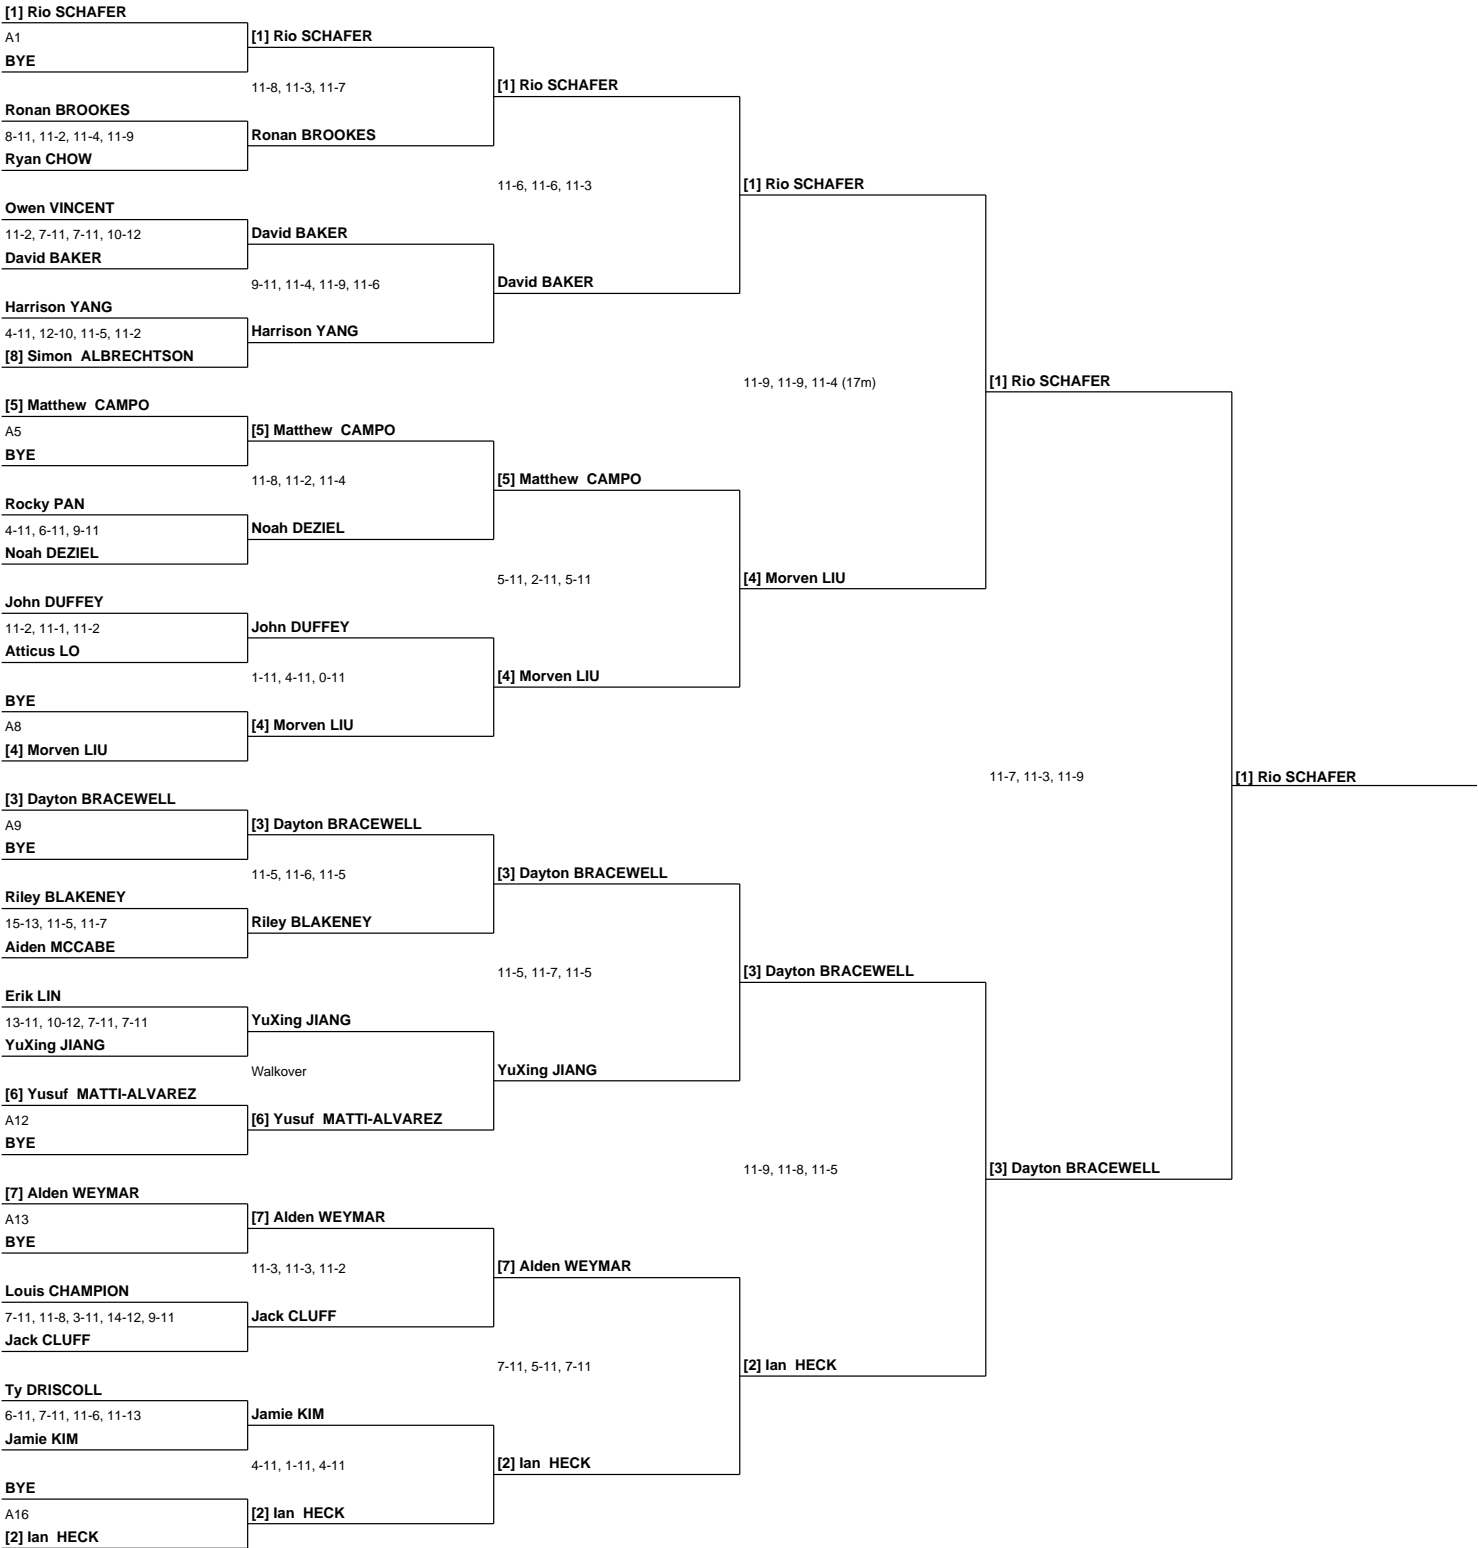 [1] Rio SCHAFER
A1
[1] Rio SCHAFER
BYE
11-8, 11-3, 11-7
[1] Rio SCHAFER
Ronan BROOKES
8-11, 11-2, 11-4, 11-9
Ronan BROOKES
Ryan CHOW
11-6, 11-6, 11-3
[1] Rio SCHAFER
Owen VINCENT
11-2, 7-11, 7-11, 10-12
David BAKER
David BAKER
9-11, 11-4, 11-9, 11-6
David BAKER
Harrison YANG
4-11, 12-10, 11-5, 11-2
Harrison YANG
[8] Simon ALBRECHTSON
11-9, 11-9, 11-4 (17m)
[1] Rio SCHAFER
[5] Matthew CAMPO
A5
[5] Matthew CAMPO
BYE
11-8, 11-2, 11-4
[5] Matthew CAMPO
Rocky PAN
4-11, 6-11, 9-11
Noah DEZIEL
Noah DEZIEL
5-11, 2-11, 5-11
[4] Morven LIU
John DUFFEY
11-2, 11-1, 11-2
John DUFFEY
Atticus LO
1-11, 4-11, 0-11
[4] Morven LIU
BYE
A8
[4] Morven LIU
[4] Morven LIU
11-7, 11-3, 11-9
[1] Rio SCHAFER
[3] Dayton BRACEWELL
A9
[3] Dayton BRACEWELL
BYE
11-5, 11-6, 11-5
[3] Dayton BRACEWELL
Riley BLAKENEY
15-13, 11-5, 11-7
Riley BLAKENEY
Aiden MCCABE
11-5, 11-7, 11-5
[3] Dayton BRACEWELL
Erik LIN
13-11, 10-12, 7-11, 7-11
YuXing JIANG
YuXing JIANG
Walkover
YuXing JIANG
[6] Yusuf MATTI-ALVAREZ
A12
[6] Yusuf MATTI-ALVAREZ
BYE
11-9, 11-8, 11-5
[3] Dayton BRACEWELL
[7] Alden WEYMAR
A13
[7] Alden WEYMAR
BYE
11-3, 11-3, 11-2
[7] Alden WEYMAR
Louis CHAMPION
7-11, 11-8, 3-11, 14-12, 9-11
Jack CLUFF
Jack CLUFF
7-11, 5-11, 7-11
[2] Ian HECK
Ty DRISCOLL
6-11, 7-11, 11-6, 11-13
Jamie KIM
Jamie KIM
4-11, 1-11, 4-11
[2] Ian HECK
BYE
A16
[2] Ian HECK
[2] Ian HECK